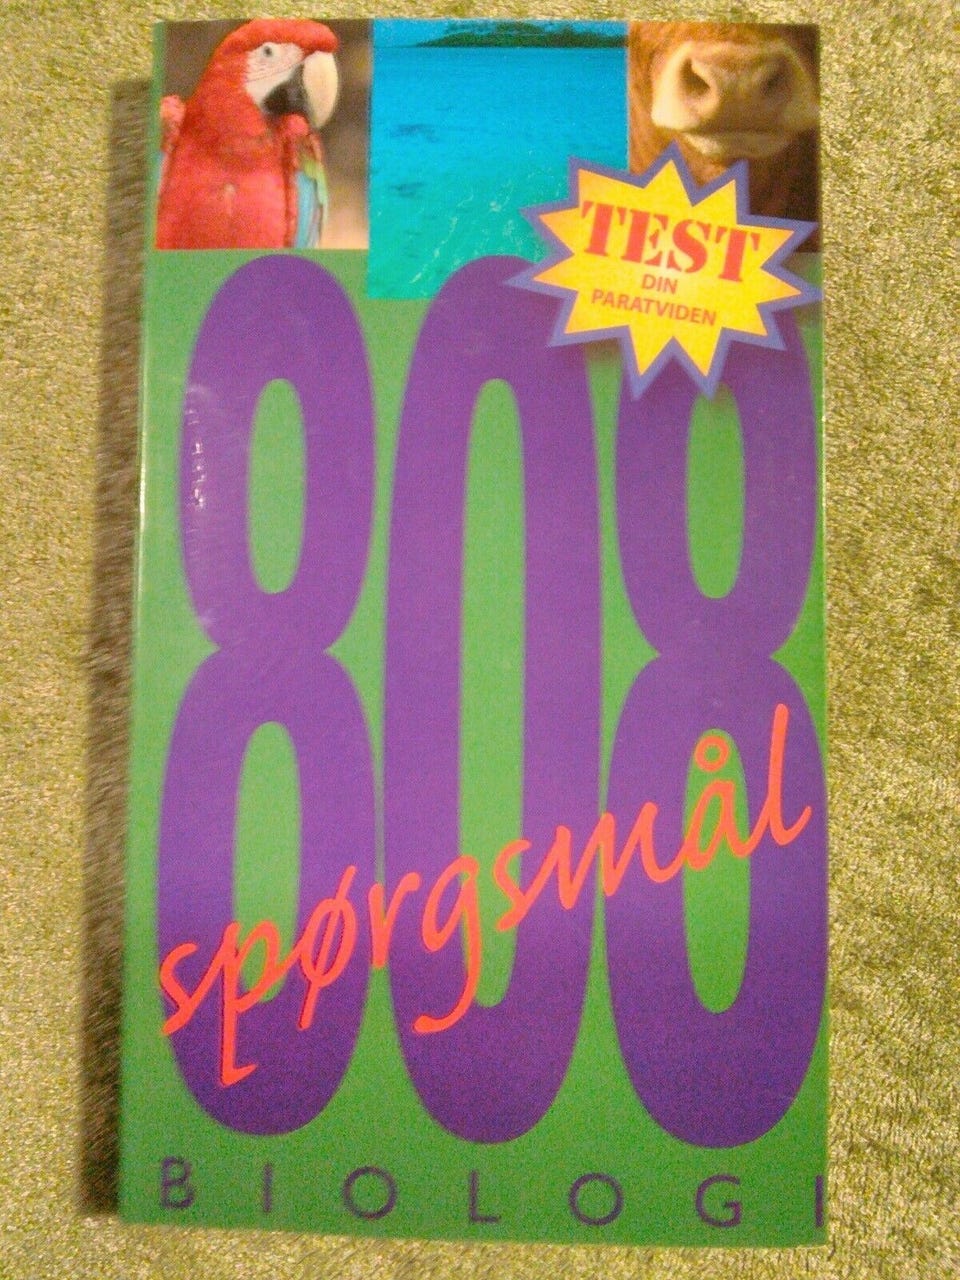 TEST
DIN
PARATVIDEN
808
spørgsmål
BIOLOGI